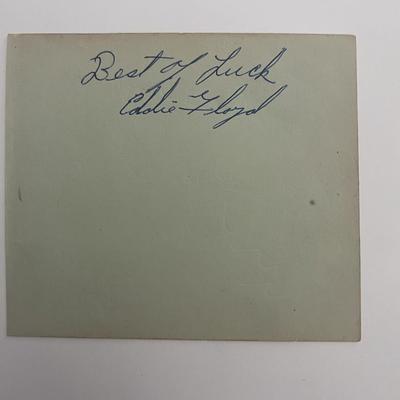 Best of Luck
Eddie Floyd